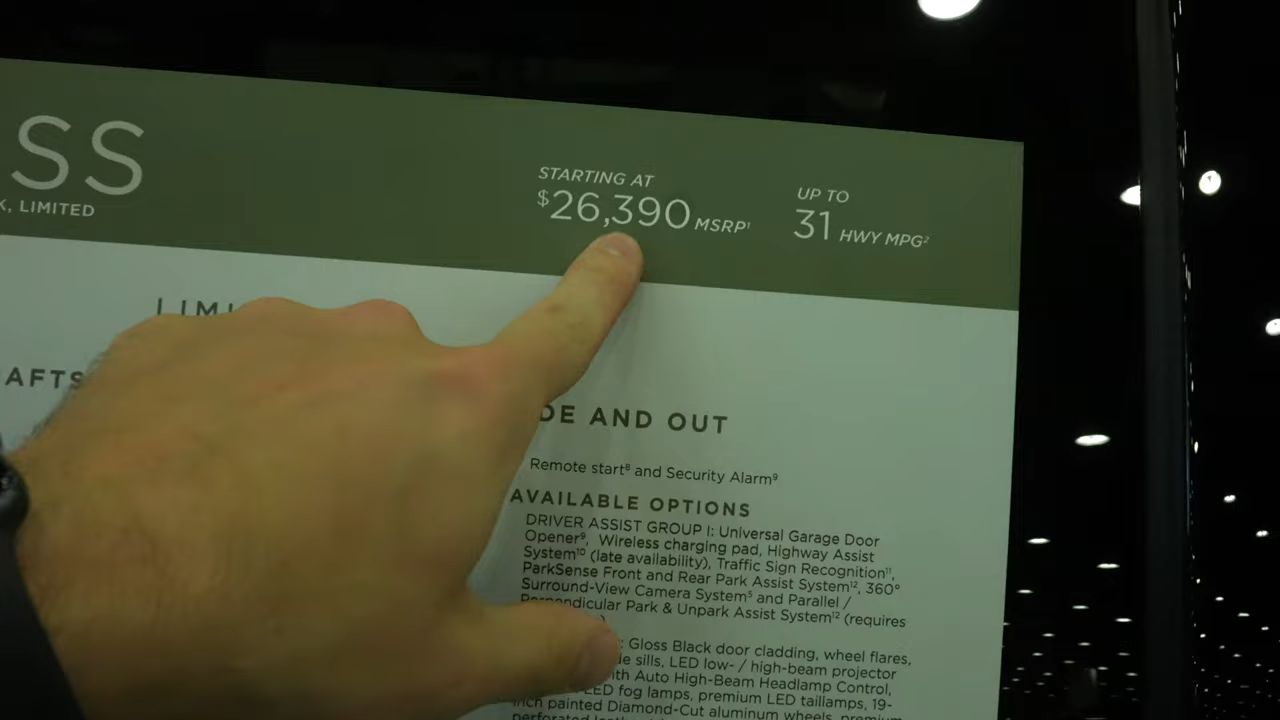 SS
K, LIMITED
STARTING AT
$26,390 MSRP¹
UP TO
31 HWY MPG²
LIMI
AFTS
DE AND OUT
Remote start⁸ and Security Alarm⁹
AVAILABLE OPTIONS
DRIVER ASSIST GROUP I: Universal Garage Door
Opener⁹, Wireless charging pad, Highway Assist
System¹⁰ (late availability), Traffic Sign Recognition¹¹,
ParkSense Front and Rear Park Assist System¹², 360°
Surround-View Camera System⁵ and Parallel /
Perpendicular Park & Unpark Assist System¹² (requires
: Gloss Black door cladding, wheel flares,
sills, LED low- / high-beam projector
with Auto High-Beam Headlamp Control,
LED fog lamps, premium LED taillamps, 19-
inch painted Diamond-Cut aluminum wheels, premium
perforated